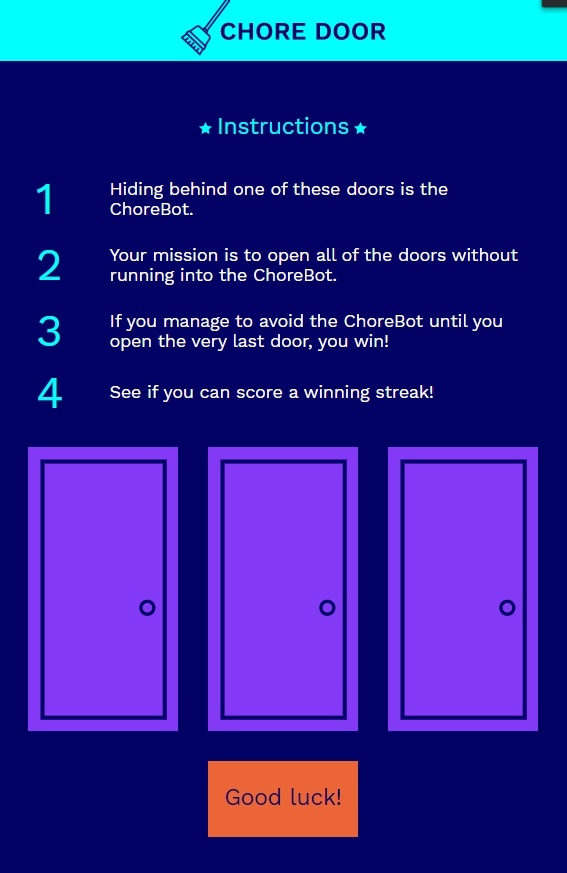 CHORE DOOR
Instructions
1
Hiding behind one of these doors is the
ChoreBot.
2
Your mission is to open all of the doors without
running into the ChoreBot.
3
If you manage to avoid the ChoreBot until you
open the very last door, you win!
4
See if you can score a winning streak!
Good luck!